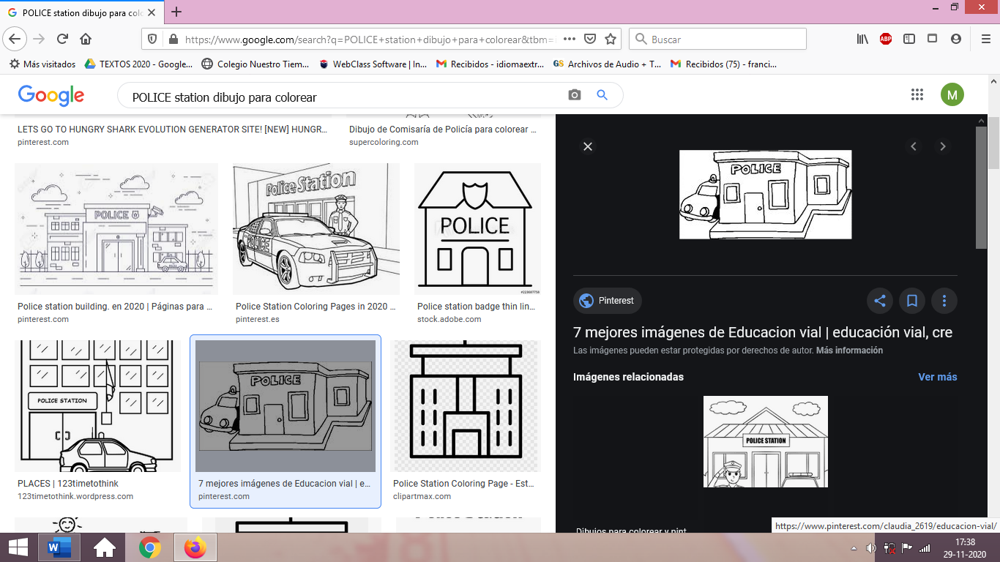 POLICE station dibujo para colo
https://www.google.com/search?q=POLICE+station+dibujo+para+colorear&tbm=
Buscar
ABP
Más visitados
TEXTOS 2020 - Google...
Colegio Nuestro Tiem...
WebClass Software | In...
Recibidos - idiomaextr...
GS
Archivos de Audio + T...
Recibidos (75) - franci...
Google
POLICE station dibujo para colorear
M
LETS GO TO HUNGRY SHARK EVOLUTION GENERATOR SITE! [NEW] HUNGR...
pinterest.com
Dibujo de Comisaría de Policía para colorear ...
supercoloring.com
POLICE
Police Station
POLICE
POLICE
#223887758
Police station building. en 2020 | Páginas para ...
pinterest.com
Police Station Coloring Pages in 2020 ...
pinterest.es
Police station badge thin lin...
stock.adobe.com
POLICE STATION
POLICE
PLACES | 123timetothink
123timetothink.wordpress.com
7 mejores imágenes de Educacion vial | e...
pinterest.com
Police Station Coloring Page - Est...
clipartmax.com
POLICE
Pinterest
7 mejores imágenes de Educacion vial | educación vial, cre
Las imágenes pueden estar protegidas por derechos de autor. Más información
Imágenes relacionadas
Ver más
POLICE STATION
Dibujos para colorear y pint
https://www.pinterest.com/claudia_2619/educacion-vial/
17:38
29-11-2020